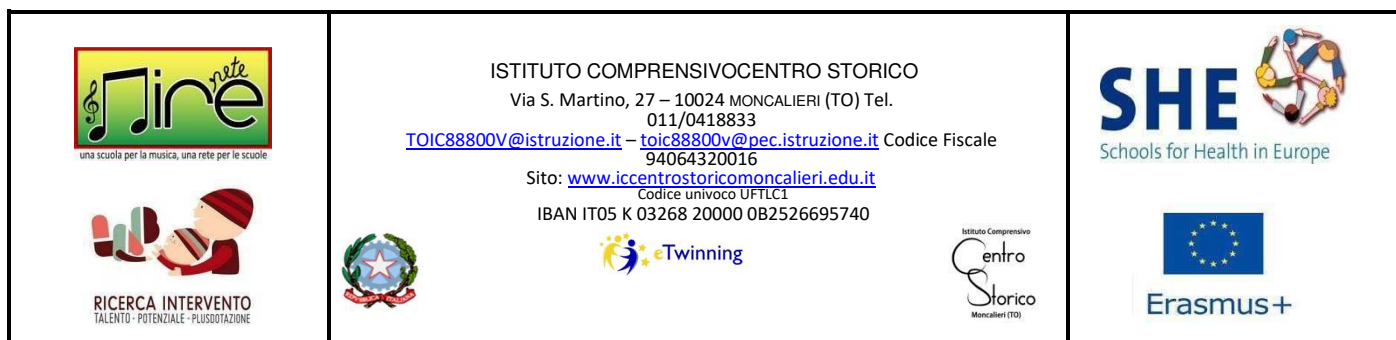 Mirè
rete
una scuola per la musica, una rete per le scuole
RICERCA INTERVENTO
TALENTO - POTENZIALE - PLUSDOTAZIONE
ISTITUTO COMPRENSIVOCENTRO STORICO
Via S. Martino, 27 – 10024 MONCALIERI (TO) Tel.
011/0418833
TOIC88800V@istruzione.it – toic88800v@pec.istruzione.it Codice Fiscale
94064320016
Sito: www.iccentrostoricomoncalieri.edu.it
Codice univoco UFTLC1
IBAN IT05 K 03268 20000 0B2526695740
eTwinning
Istituto Comprensivo
Centro
Storico
Moncalieri (TO)
SHE
Schools for Health in Europe
Erasmus+